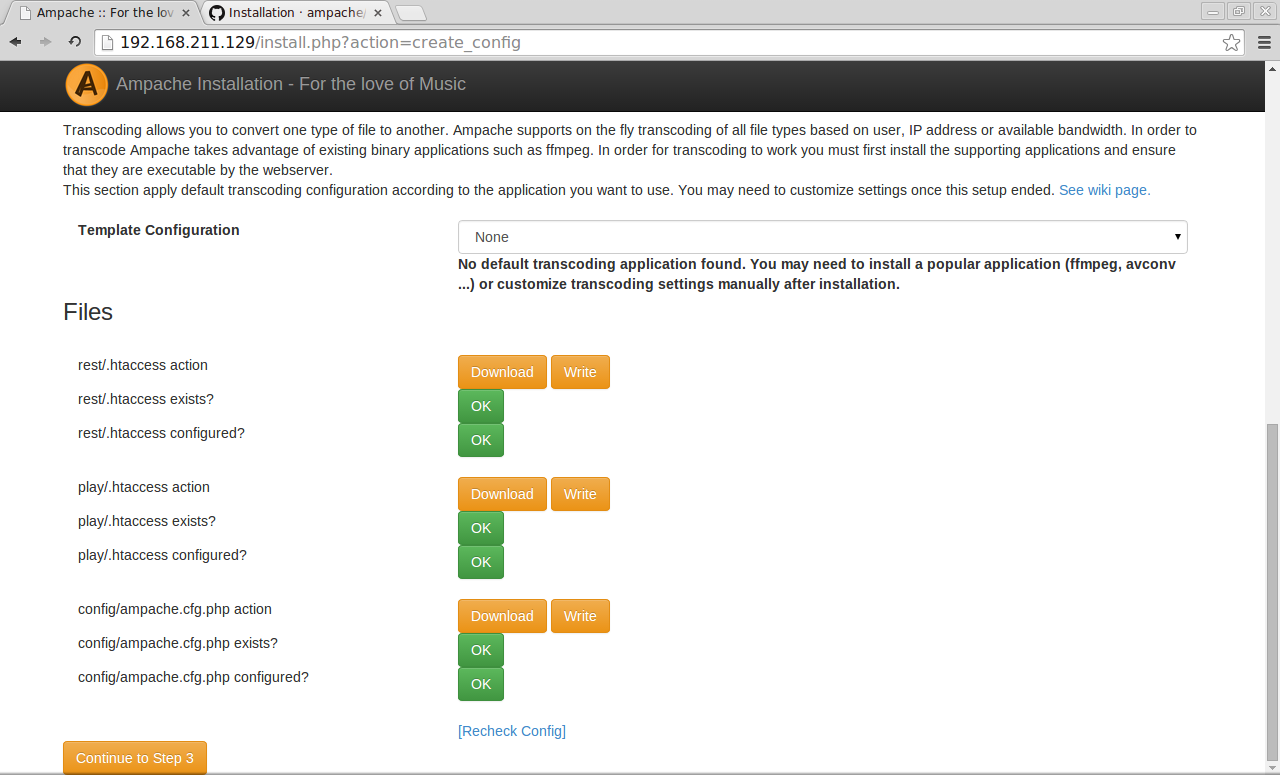 Ampache :: For the lov
Installation · ampache/
192.168.211.129/install.php?action=create_config
Ampache Installation - For the love of Music
Transcoding allows you to convert one type of file to another. Ampache supports on the fly transcoding of all file types based on user, IP address or available bandwidth. In order to
transcode Ampache takes advantage of existing binary applications such as ffmpeg. In order for transcoding to work you must first install the supporting applications and ensure
that they are executable by the webserver.
This section apply default transcoding configuration according to the application you want to use. You may need to customize settings once this setup ended. See wiki page.
Template Configuration
None
No default transcoding application found. You may need to install a popular application (ffmpeg, avconv
...) or customize transcoding settings manually after installation.
Files
rest/.htaccess action
Download Write
rest/.htaccess exists?
OK
rest/.htaccess configured?
OK
play/.htaccess action
Download Write
play/.htaccess exists?
OK
play/.htaccess configured?
OK
config/ampache.cfg.php action
Download Write
config/ampache.cfg.php exists?
OK
config/ampache.cfg.php configured?
OK
[Recheck Config]
Continue to Step 3